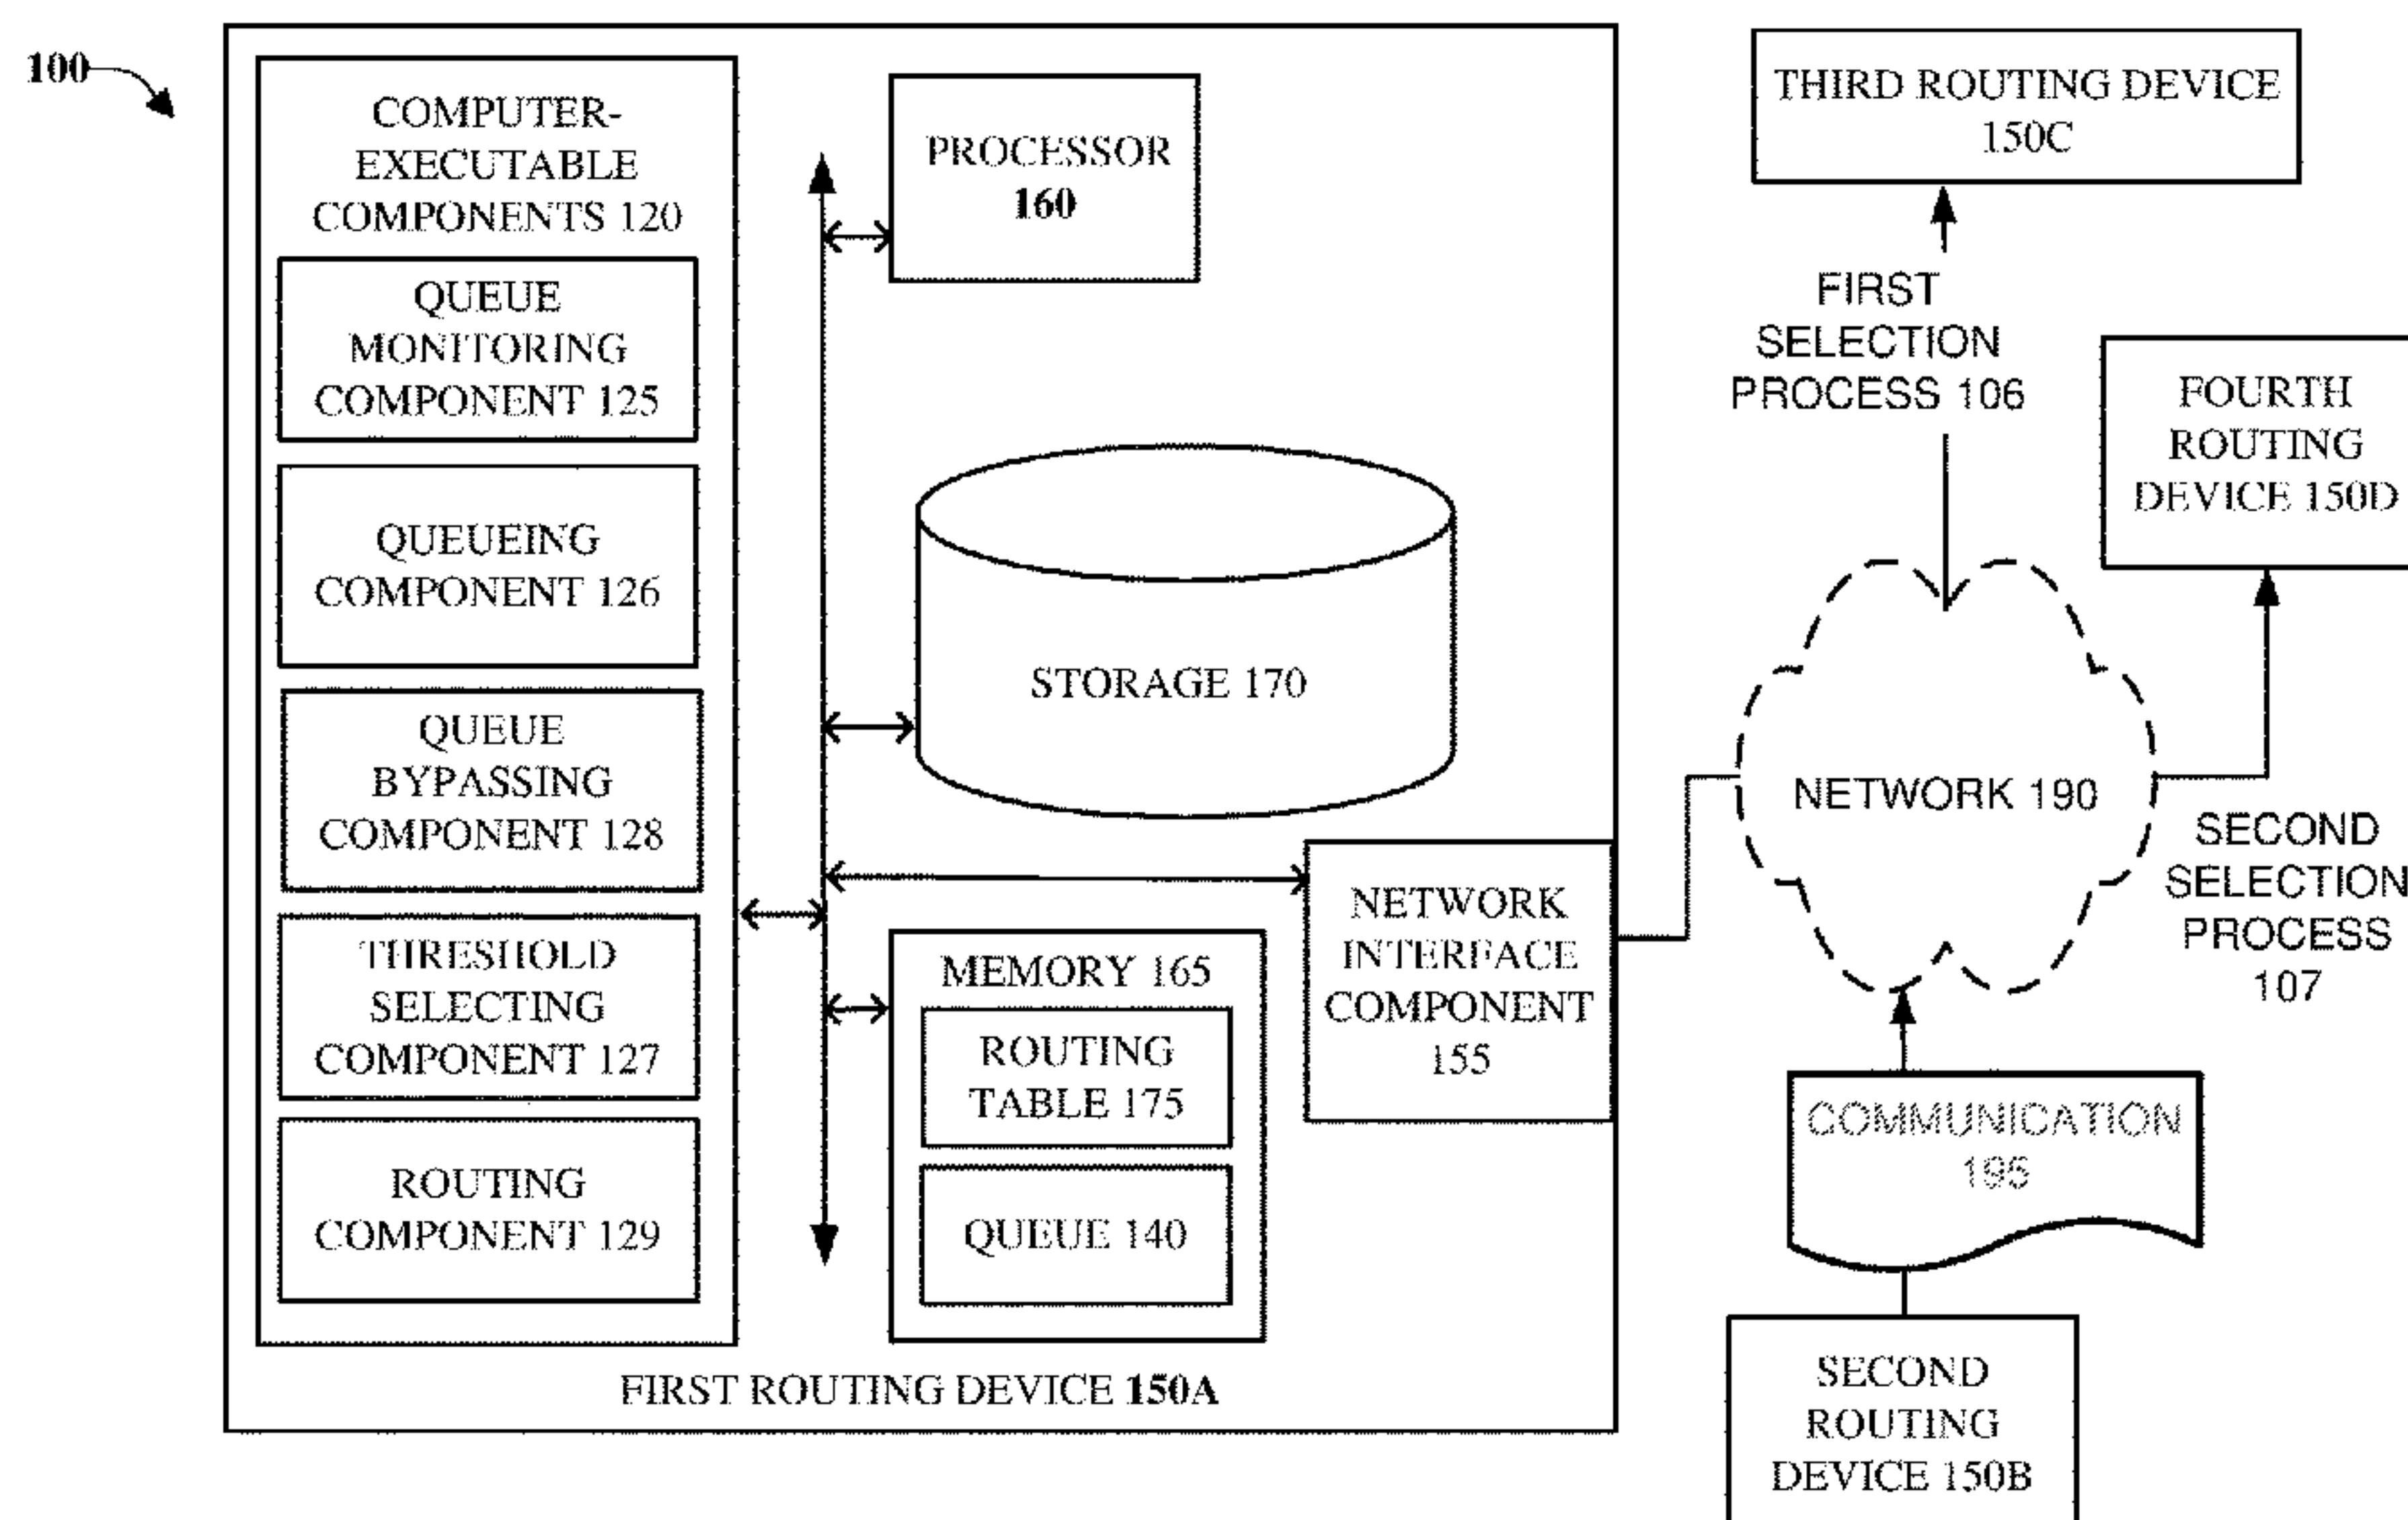 100
COMPUTER-
EXECUTABLE
COMPONENTS 120
QUEUE
MONITORING
COMPONENT 125
QUEUEING
COMPONENT 126
QUEUE
BYPASSING
COMPONENT 128
THRESHOLD
SELECTING
COMPONENT 127
ROUTING
COMPONENT 129
PROCESSOR
160
STORAGE 170
MEMORY 165
ROUTING
TABLE 175
QUEUE 140
NETWORK
INTERFACE
COMPONENT
155
FIRST ROUTING DEVICE 150A
THIRD ROUTING DEVICE
150C
FIRST
SELECTION
PROCESS 106
FOURTH
ROUTING
DEVICE 150D
NETWORK 190
SECOND
SELECTION
PROCESS
107
COMMUNICATION
195
SECOND
ROUTING
DEVICE 150B